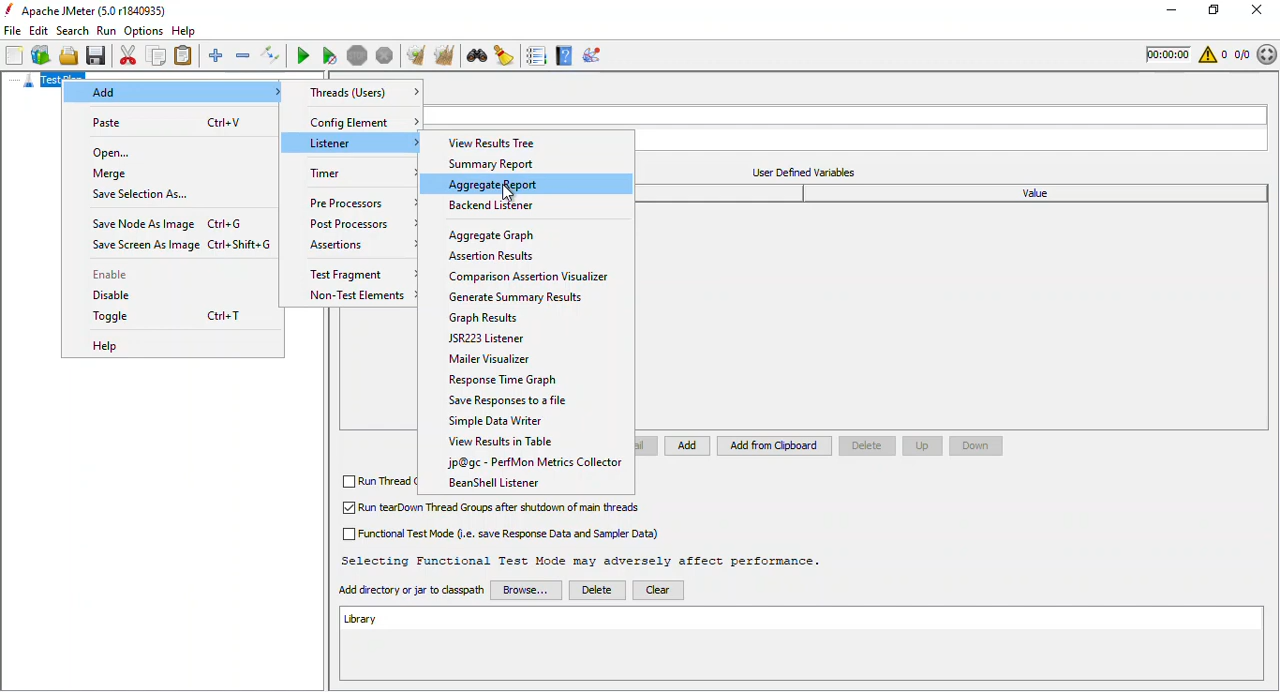 Apache JMeter (5.0 r1840935)
File Edit Search Run Options Help
00:00:00 0 0/0
Test Plan
Add
Paste Ctrl+V
Open...
Merge
Save Selection As...
Save Node As Image Ctrl+G
Save Screen As Image Ctrl+Shift+G
Enable
Disable
Toggle Ctrl+T
Help
Threads (Users)
Config Element
Listener
Timer
Pre Processors
Post Processors
Assertions
Test Fragment
Non-Test Elements
View Results Tree
Summary Report
Aggregate Report
Backend Listener
Aggregate Graph
Assertion Results
Comparison Assertion Visualizer
Generate Summary Results
Graph Results
JSR223 Listener
Mailer Visualizer
Response Time Graph
Save Responses to a file
Simple Data Writer
View Results in Table
jp@gc - PerfMon Metrics Collector
BeanShell Listener
User Defined Variables
Value
Add Add from Clipboard Delete Up Down
Run Thread
Run tearDown Thread Groups after shutdown of main threads
Functional Test Mode (i.e. save Response Data and Sampler Data)
Selecting Functional Test Mode may adversely affect performance.
Add directory or jar to classpath Browse... Delete Clear
Library